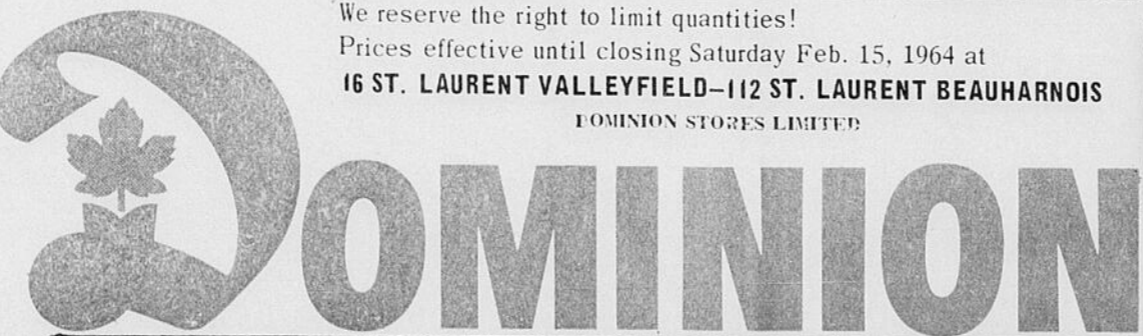 We reserve the right to limit quantities!
Prices effective until closing Saturday Feb. 15, 1964 at
16 ST. LAURENT VALLEYFIELD–112 ST. LAURENT BEAUHARNOIS
DOMINION STORES LIMITED
DOMINION